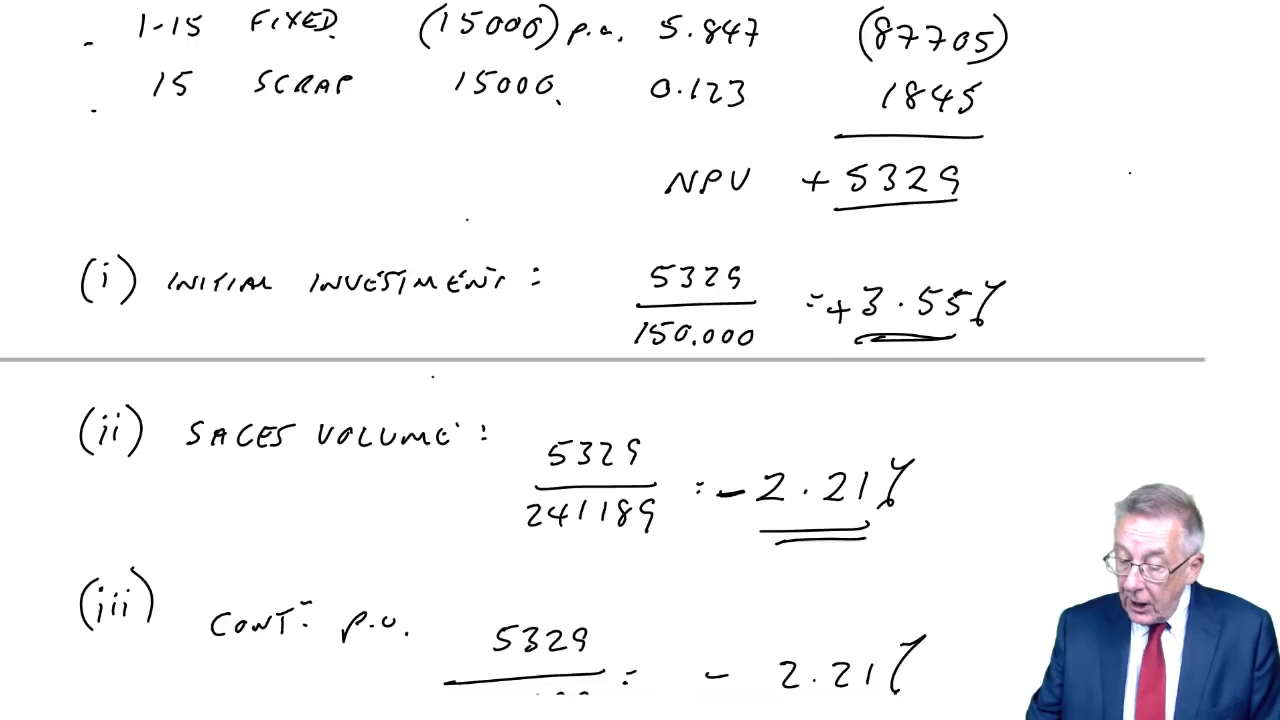 1-15 FIXED (15000) p.a. 5.847 (87705)
15 SCRAP 15000 0.123 1845
NPV + 5329
(i) INITIAL INVESTMENT : 5329 / 150.000 = +3.55%
(ii) SALES VOLUME : 5329 / 241189 = -2.21%
(iii) CONT: p.u. 5329 = - 2.21%